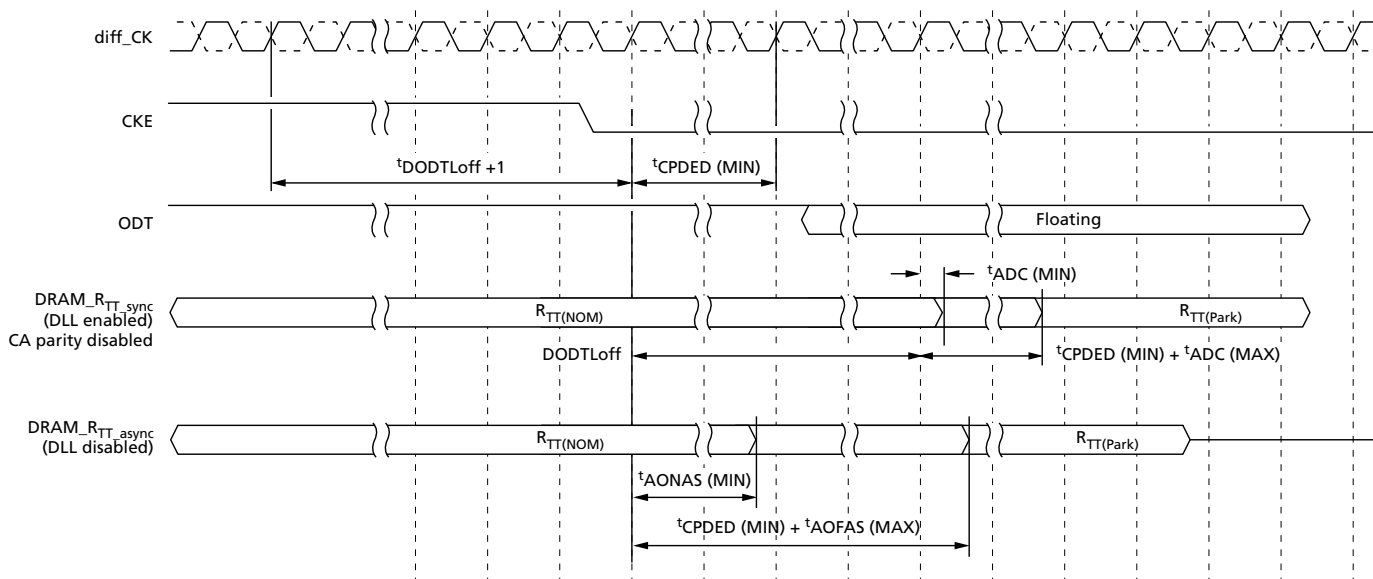 diff_CK
CKE
tDODTLoff +1
tCPDED (MIN)
ODT
Floating
tADC (MIN)
DRAM_RTT_sync
(DLL enabled)
CA parity disabled
RTT(NOM)
RTT(Park)
DODTLoff
tCPDED (MIN) + tADC (MAX)
DRAM_RTT_async
(DLL disabled)
RTT(NOM)
RTT(Park)
tAONAS (MIN)
tCPDED (MIN) + tAOFAS (MAX)